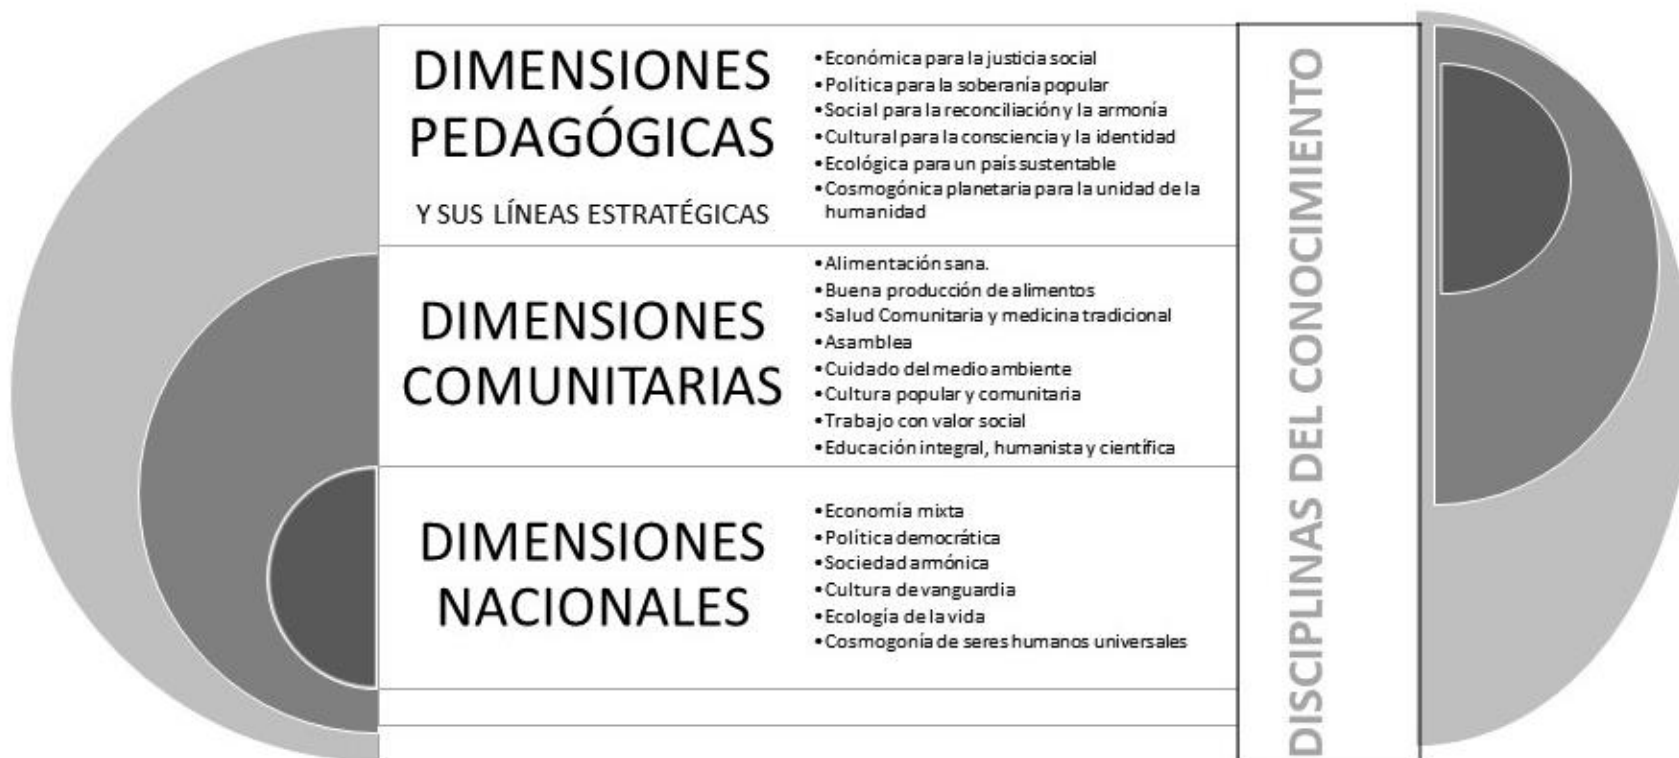 DIMENSIONES
PEDAGÓGICAS
Y SUS LÍNEAS ESTRATÉGICAS
•Económica para la justicia social
•Política para la soberanía popular
•Social para la reconciliación y la armonía
•Cultural para la consciencia y la identidad
•Ecológica para un país sustentable
•Cosmogónica planetaria para la unidad de la
humanidad
DIMENSIONES
COMUNITARIAS
•Alimentación sana.
•Buena producción de alimentos
•Salud Comunitaria y medicina tradicional
•Asamblea
•Cuidado del medio ambiente
•Cultura popular y comunitaria
•Trabajo con valor social
•Educación integral, humanista y científica
DIMENSIONES
NACIONALES
•Economía mixta
•Política democrática
•Sociedad armónica
•Cultura de vanguardia
•Ecología de la vida
•Cosmogonía de seres humanos universales
DISCIPLINAS DEL CONOCIMIENTO